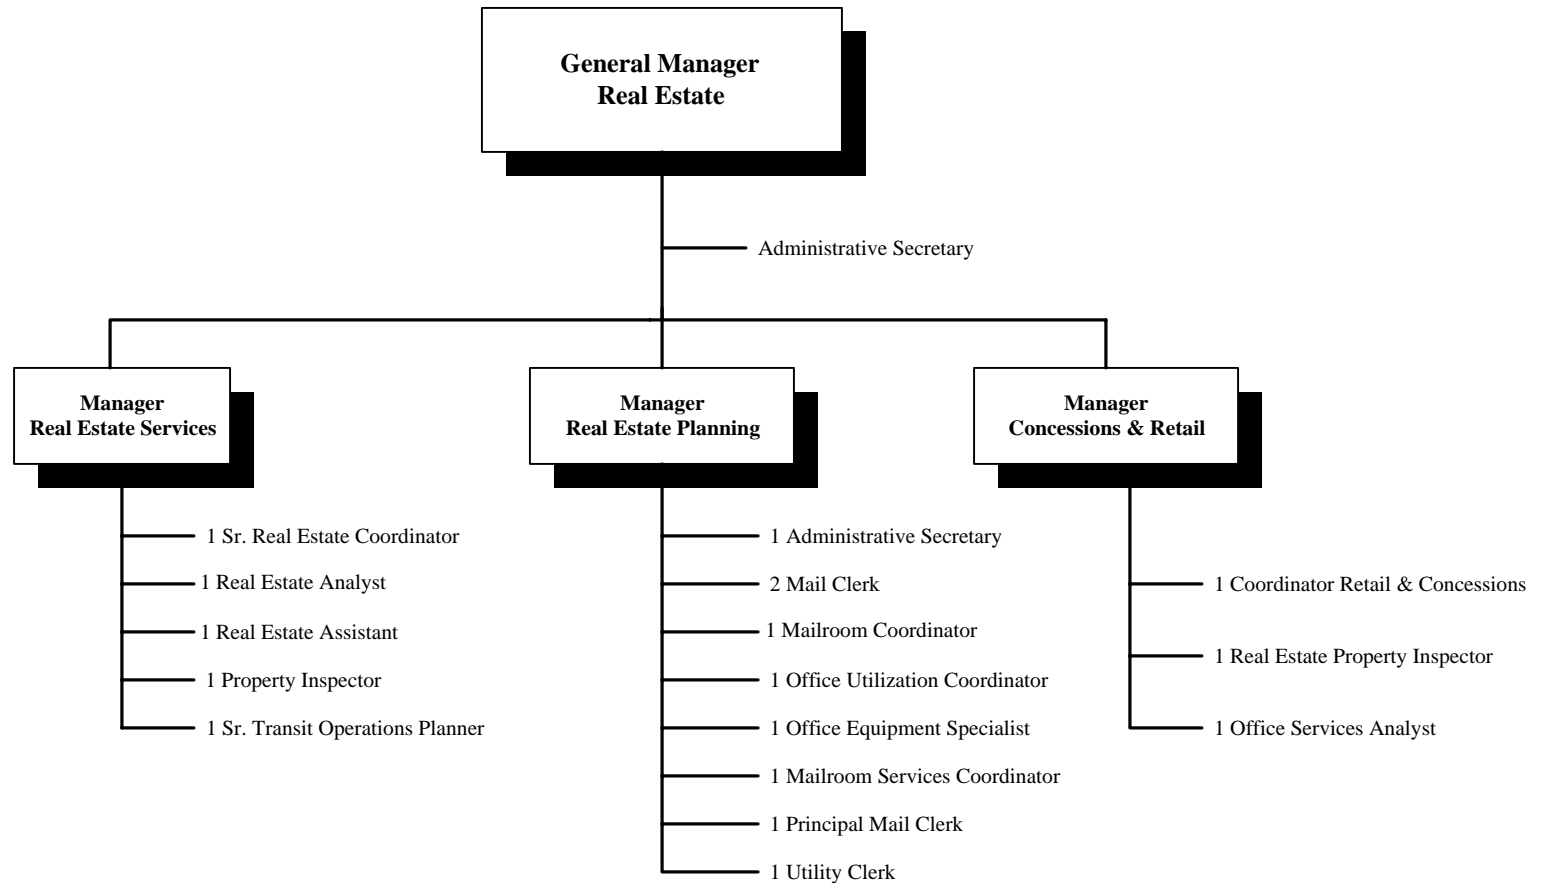 General Manager
Real Estate
Administrative Secretary
Manager
Real Estate Services
1 Sr. Real Estate Coordinator
1 Real Estate Analyst
1 Real Estate Assistant
1 Property Inspector
1 Sr. Transit Operations Planner
Manager
Real Estate Planning
1 Administrative Secretary
2 Mail Clerk
1 Mailroom Coordinator
1 Office Utilization Coordinator
1 Office Equipment Specialist
1 Mailroom Services Coordinator
1 Principal Mail Clerk
1 Utility Clerk
Manager
Concessions & Retail
1 Coordinator Retail & Concessions
1 Real Estate Property Inspector
1 Office Services Analyst